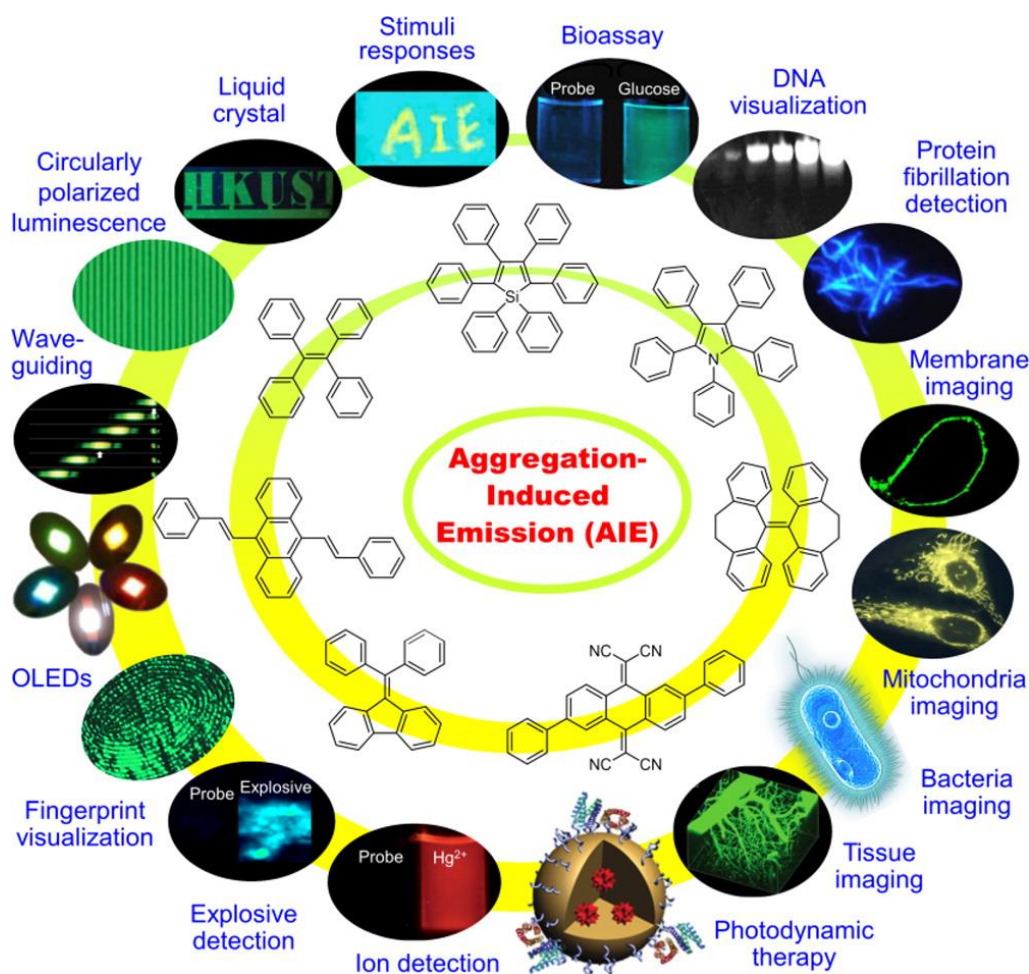 Stimuli
responses
Bioassay
Probe
Glucose
DNA
visualization
Liquid
crystal
AIE
Protein
fibrillation
detection
Circularly
polarized
luminescence
HKUST
Si
N
Wave-
guiding
Membrane
imaging
Aggregation-
Induced
Emission (AIE)
OLEDs
NC CN
NC CN
Mitochondria
imaging
Bacteria
imaging
Fingerprint
visualization
Probe
Explosive
Explosive
detection
Probe
Hg²⁺
Ion detection
Tissue
imaging
Photodynamic
therapy